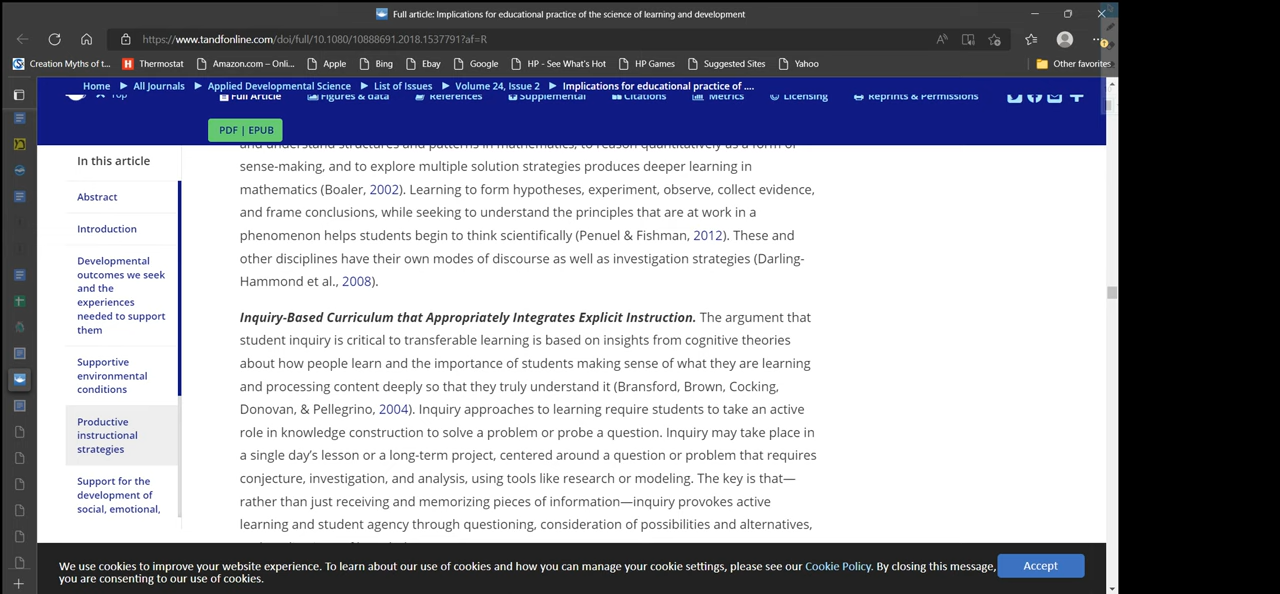 Full article: Implications for educational practice of the science of learning and development
https://www.tandfonline.com/doi/full/10.1080/10888691.2018.1537791?af=R
Creation Myths of t... Thermostat Amazon.com – Onli... Apple Bing Ebay Google HP - See What's Hot HP Games Suggested Sites Yahoo Other favorites
Home All Journals Applied Developmental Science List of Issues Volume 24, Issue 2 Implications for educational practice of ....
Top Full Article Figures & data References Supplemental Citations Metrics Licensing Reprints & Permissions
PDF | EPUB
In this article
Abstract
Introduction
Developmental
outcomes we seek
and the
experiences
needed to support
them
Supportive
environmental
conditions
Productive
instructional
strategies
Support for the
development of
social, emotional,
and understand structures and patterns in mathematics, to reason quantitatively as a form of
sense-making, and to explore multiple solution strategies produces deeper learning in
mathematics (Boaler, 2002). Learning to form hypotheses, experiment, observe, collect evidence,
and frame conclusions, while seeking to understand the principles that are at work in a
phenomenon helps students begin to think scientifically (Penuel & Fishman, 2012). These and
other disciplines have their own modes of discourse as well as investigation strategies (Darling-
Hammond et al., 2008).
Inquiry-Based Curriculum that Appropriately Integrates Explicit Instruction. The argument that
student inquiry is critical to transferable learning is based on insights from cognitive theories
about how people learn and the importance of students making sense of what they are learning
and processing content deeply so that they truly understand it (Bransford, Brown, Cocking,
Donovan, & Pellegrino, 2004). Inquiry approaches to learning require students to take an active
role in knowledge construction to solve a problem or probe a question. Inquiry may take place in
a single day's lesson or a long-term project, centered around a question or problem that requires
conjecture, investigation, and analysis, using tools like research or modeling. The key is that—
rather than just receiving and memorizing pieces of information—inquiry provokes active
learning and student agency through questioning, consideration of possibilities and alternatives,
We use cookies to improve your website experience. To learn about our use of cookies and how you can manage your cookie settings, please see our Cookie Policy. By closing this message,
you are consenting to our use of cookies.
Accept